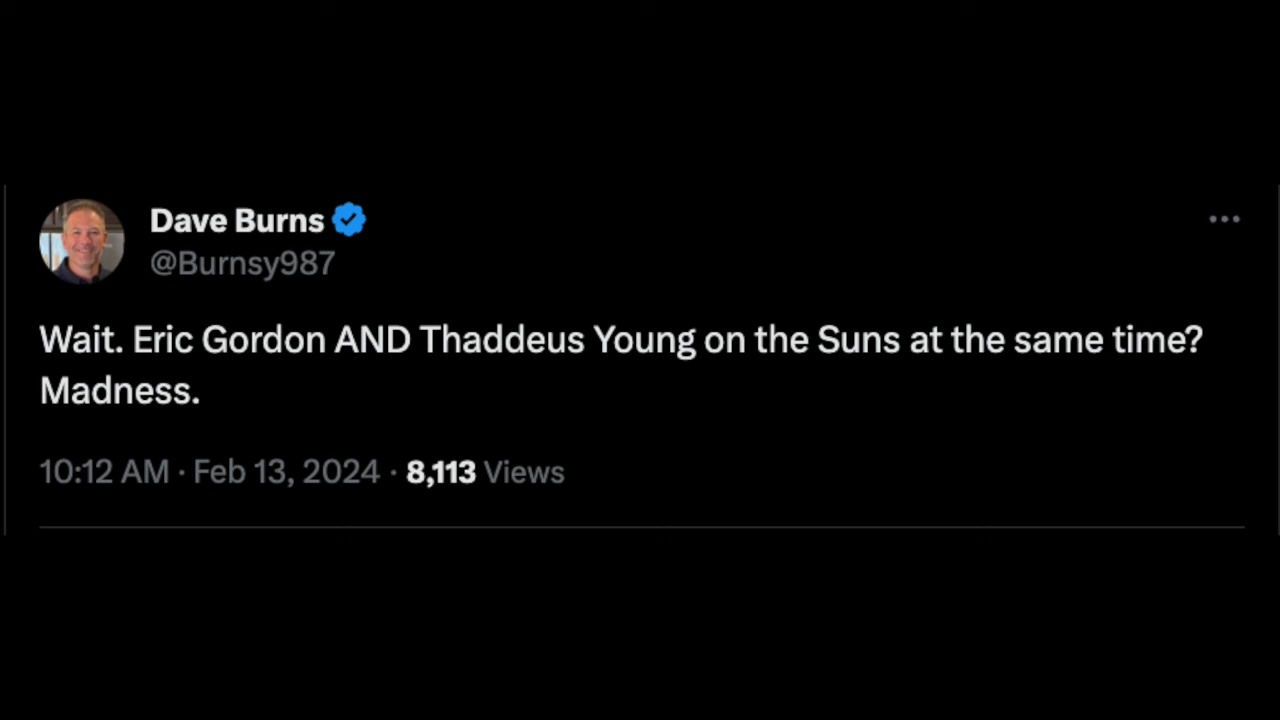 Dave Burns
@Burnsy987
Wait. Eric Gordon AND Thaddeus Young on the Suns at the same time?
Madness.
10:12 AM · Feb 13, 2024 · 8,113 Views